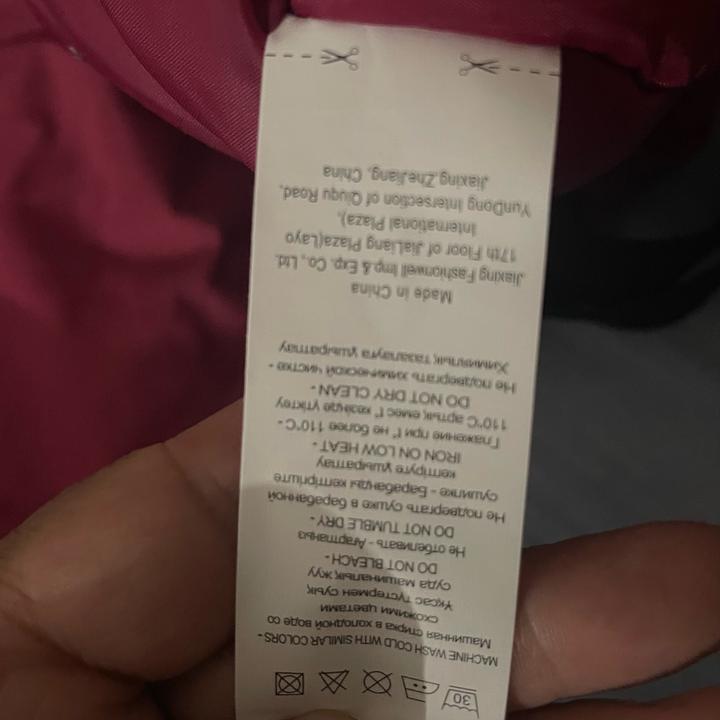 30
MACHINE WASH COLD WITH SIMILAR COLORS -
Машинная стирка в холодной воде со
схожими цветами
Ұқсас түстермен суық
суда машиналық жуу
DO NOT BLEACH -
Не отбеливать - Ағартпаңыз
DO NOT TUMBLE DRY -
Не подвергать сушке в барабанной
сушилке - Барабанды кептіргіште
кептіруге ұшыратпау
IRON ON LOW HEAT -
Глажение при t° не более 110°C -
110°C артық емес t° кезінде үтіктеу
DO NOT DRY CLEAN -
Не подвергать химической чистке -
Химиялық тазалауға ұшыратпау
Made in China
Jiaxing Fashionwell Imp & Exp. Co., Ltd.
17th Floor of JiaLiang Plaza(Layo
International Plaza),
YunDong Intersection of Qiuqu Road,
Jiaxing,ZheJiang, China